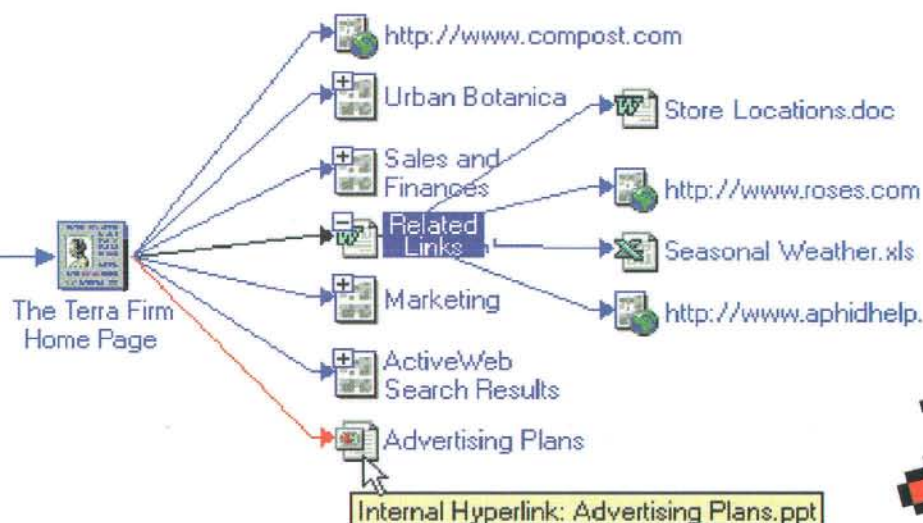 http://www.compost.com
Urban Botanica
Sales and
Finances
Related
Links
Marketing
ActiveWeb
Search Results
Advertising Plans
The Terra Firm
Home Page
Store Locations.doc
http://www.roses.com
Seasonal Weather.xls
http://www.aphidhelp.
Internal Hyperlink: Advertising Plans.ppt